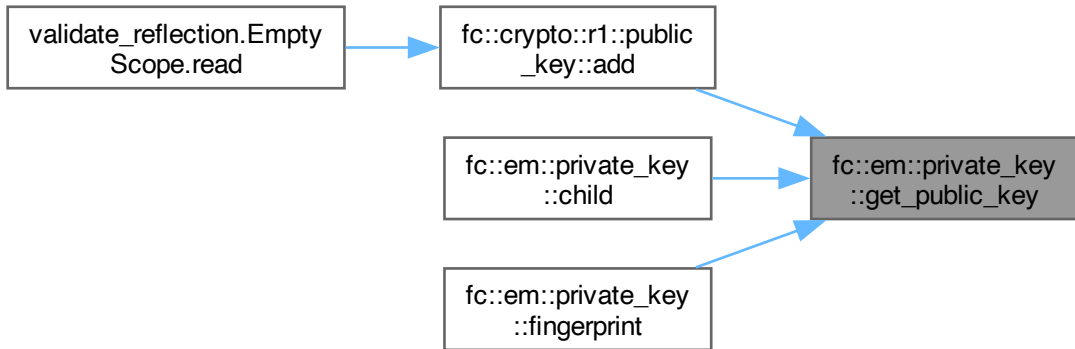 validate_reflection.Empty
Scope.read
fc::crypto::r1::public
_key::add
fc::em::private_key
::child
fc::em::private_key
::fingerprint
fc::em::private_key
::get_public_key